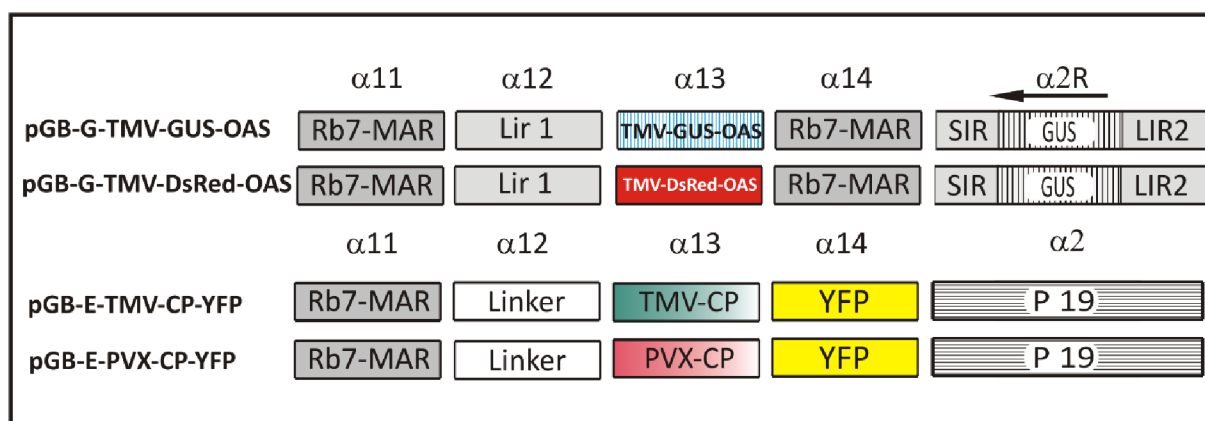 α11 α12 α13 α14 α2R
pGB-G-TMV-GUS-OAS Rb7-MAR Lir 1 TMV-GUS-OAS Rb7-MAR SIR GUS LIR2
pGB-G-TMV-DsRed-OAS Rb7-MAR Lir 1 TMV-DsRed-OAS Rb7-MAR SIR GUS LIR2
α11 α12 α13 α14 α2
pGB-E-TMV-CP-YFP Rb7-MAR Linker TMV-CP YFP P 19
pGB-E-PVX-CP-YFP Rb7-MAR Linker PVX-CP YFP P 19